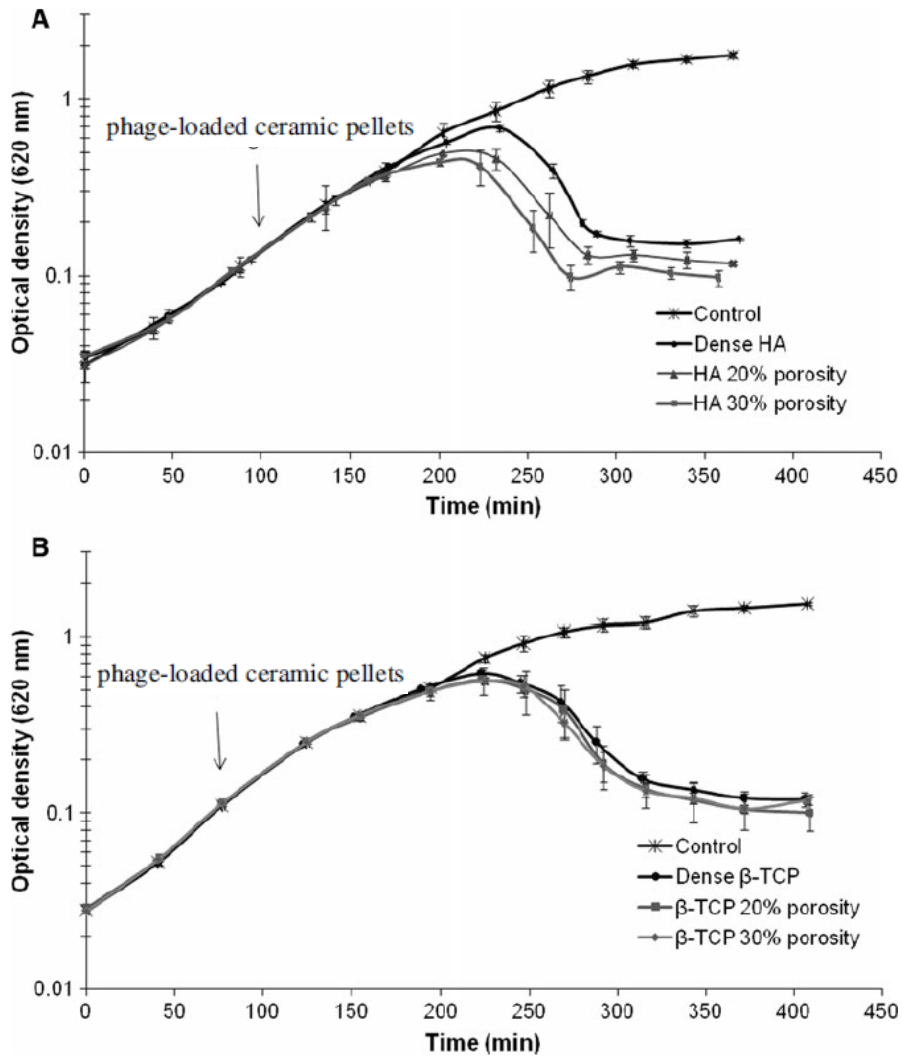 A
Optical density (620 nm)
1
0.1
0.01
phage-loaded ceramic pellets
Control
Dense HA
HA 20% porosity
HA 30% porosity
0 50 100 150 200 250 300 350 400 450
Time (min)
B
Optical density (620 nm)
1
0.1
0.01
phage-loaded ceramic pellets
Control
Dense β-TCP
β-TCP 20% porosity
β-TCP 30% porosity
0 50 100 150 200 250 300 350 400 450
Time (min)